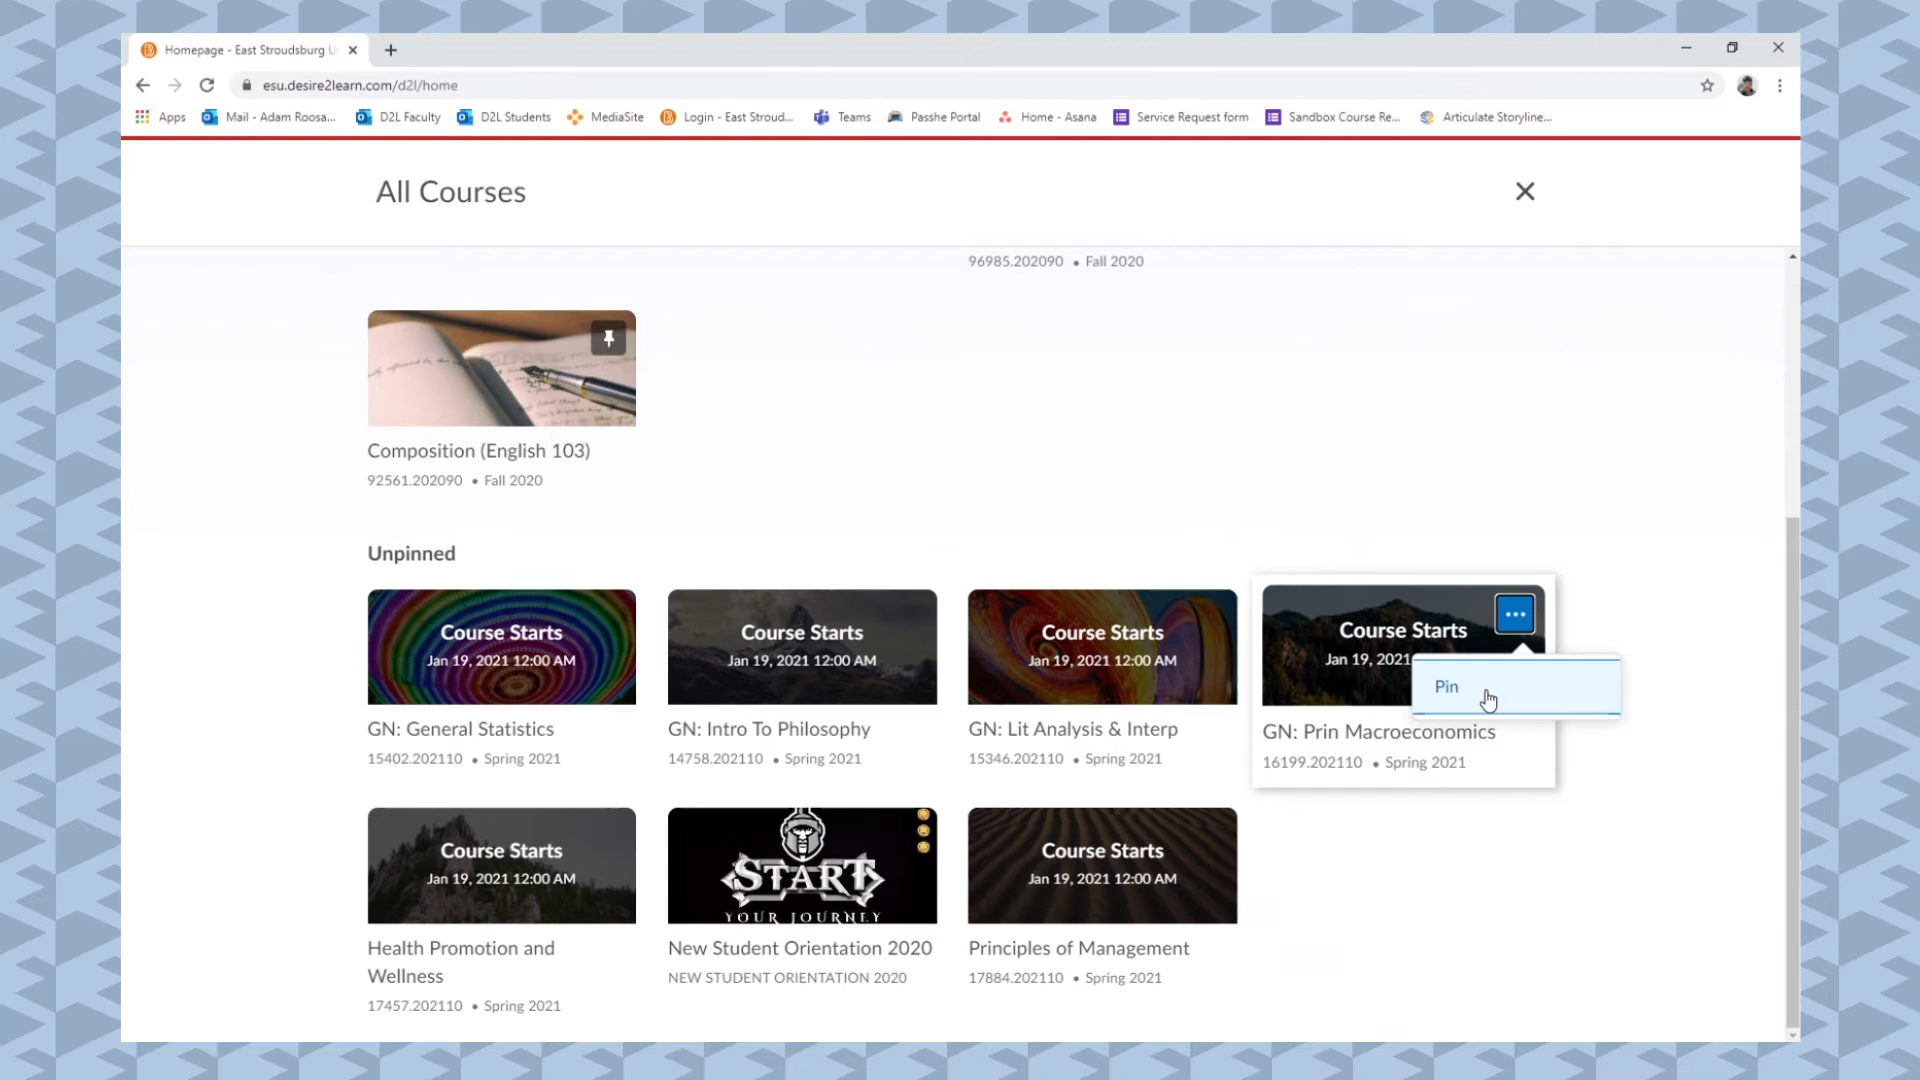 Homepage - East Stroudsburg U
esu.desire2learn.com/d2l/home
Apps
Mail - Adam Roosa...
D2L Faculty
D2L Students
MediaSite
Login - East Stroud...
Teams
Passhe Portal
Home - Asana
Service Request form
Sandbox Course Re...
Articulate Storyline...
All Courses
96985.202090 • Fall 2020
Composition (English 103)
92561.202090 • Fall 2020
Unpinned
Course Starts
Jan 19, 2021 12:00 AM
GN: General Statistics
15402.202110 • Spring 2021
Course Starts
Jan 19, 2021 12:00 AM
GN: Intro To Philosophy
14758.202110 • Spring 2021
Course Starts
Jan 19, 2021 12:00 AM
GN: Lit Analysis & Interp
15346.202110 • Spring 2021
Course Starts
Jan 19, 2021
Pin
GN: Prin Macroeconomics
16199.202110 • Spring 2021
Course Starts
Jan 19, 2021 12:00 AM
Health Promotion and
Wellness
17457.202110 • Spring 2021
START
YOUR JOURNEY
New Student Orientation 2020
NEW STUDENT ORIENTATION 2020
Course Starts
Jan 19, 2021 12:00 AM
Principles of Management
17884.202110 • Spring 2021